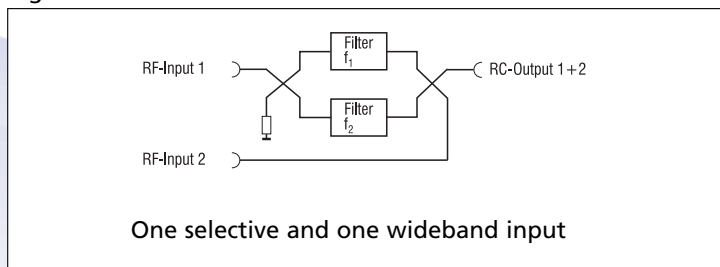 Filter
f₁
RF-Input 1
RC-Output 1+2
Filter
f₂
RF-Input 2
One selective and one wideband input